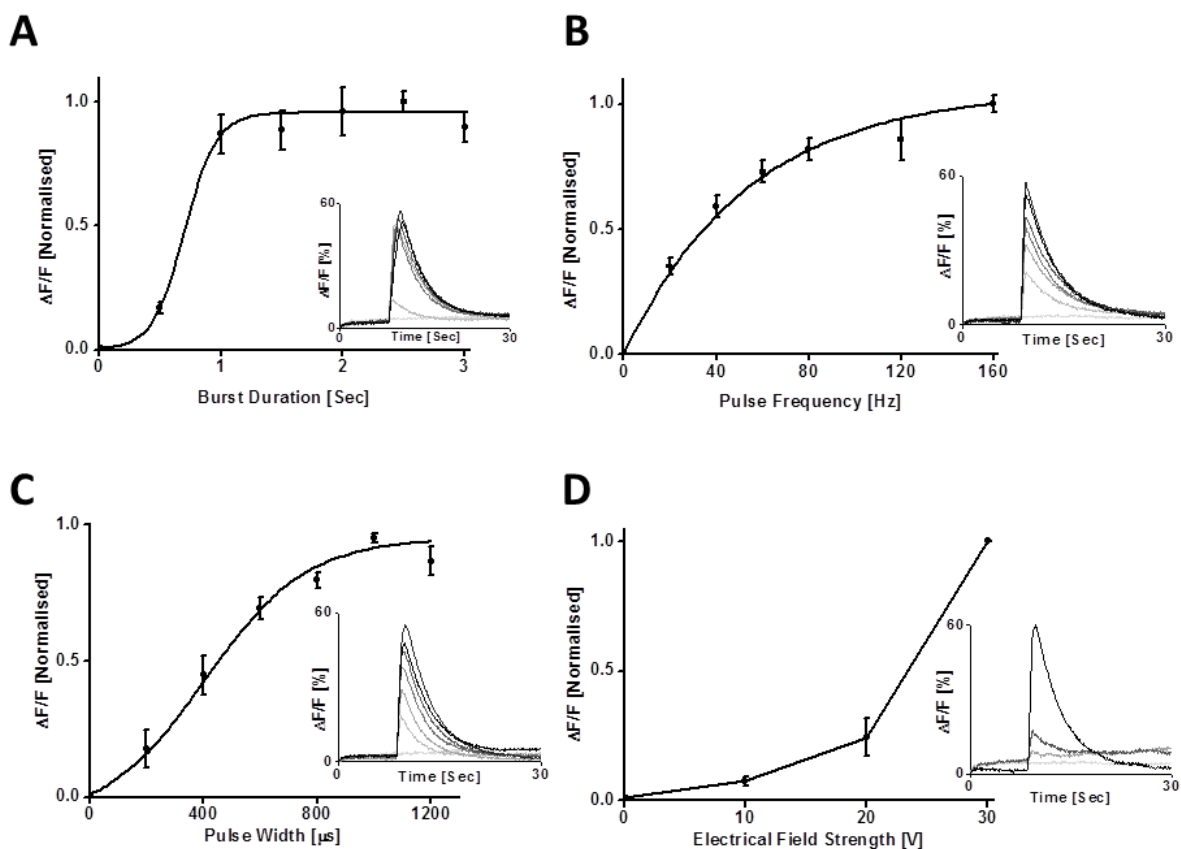 A
ΔF/F [Normalised]
1.0
0.5
0.0
0
1
2
3
Burst Duration [Sec]
60
ΔF/F [%]
0
Time [Sec]
30
B
ΔF/F [Normalised]
1.0
0.5
0.0
0
40
80
120
160
Pulse Frequency [Hz]
60
ΔF/F [%]
0
0
Time [Sec]
30
C
ΔF/F [Normalised]
1.0
0.5
0.0
0
400
800
1200
Pulse Width [µs]
60
ΔF/F [%]
0
0
Time [Sec]
30
D
ΔF/F [Normalised]
1.0
0.5
0.0
0
10
20
30
Electrical Field Strength [V]
60
ΔF/F [%]
0
Time [Sec]
30